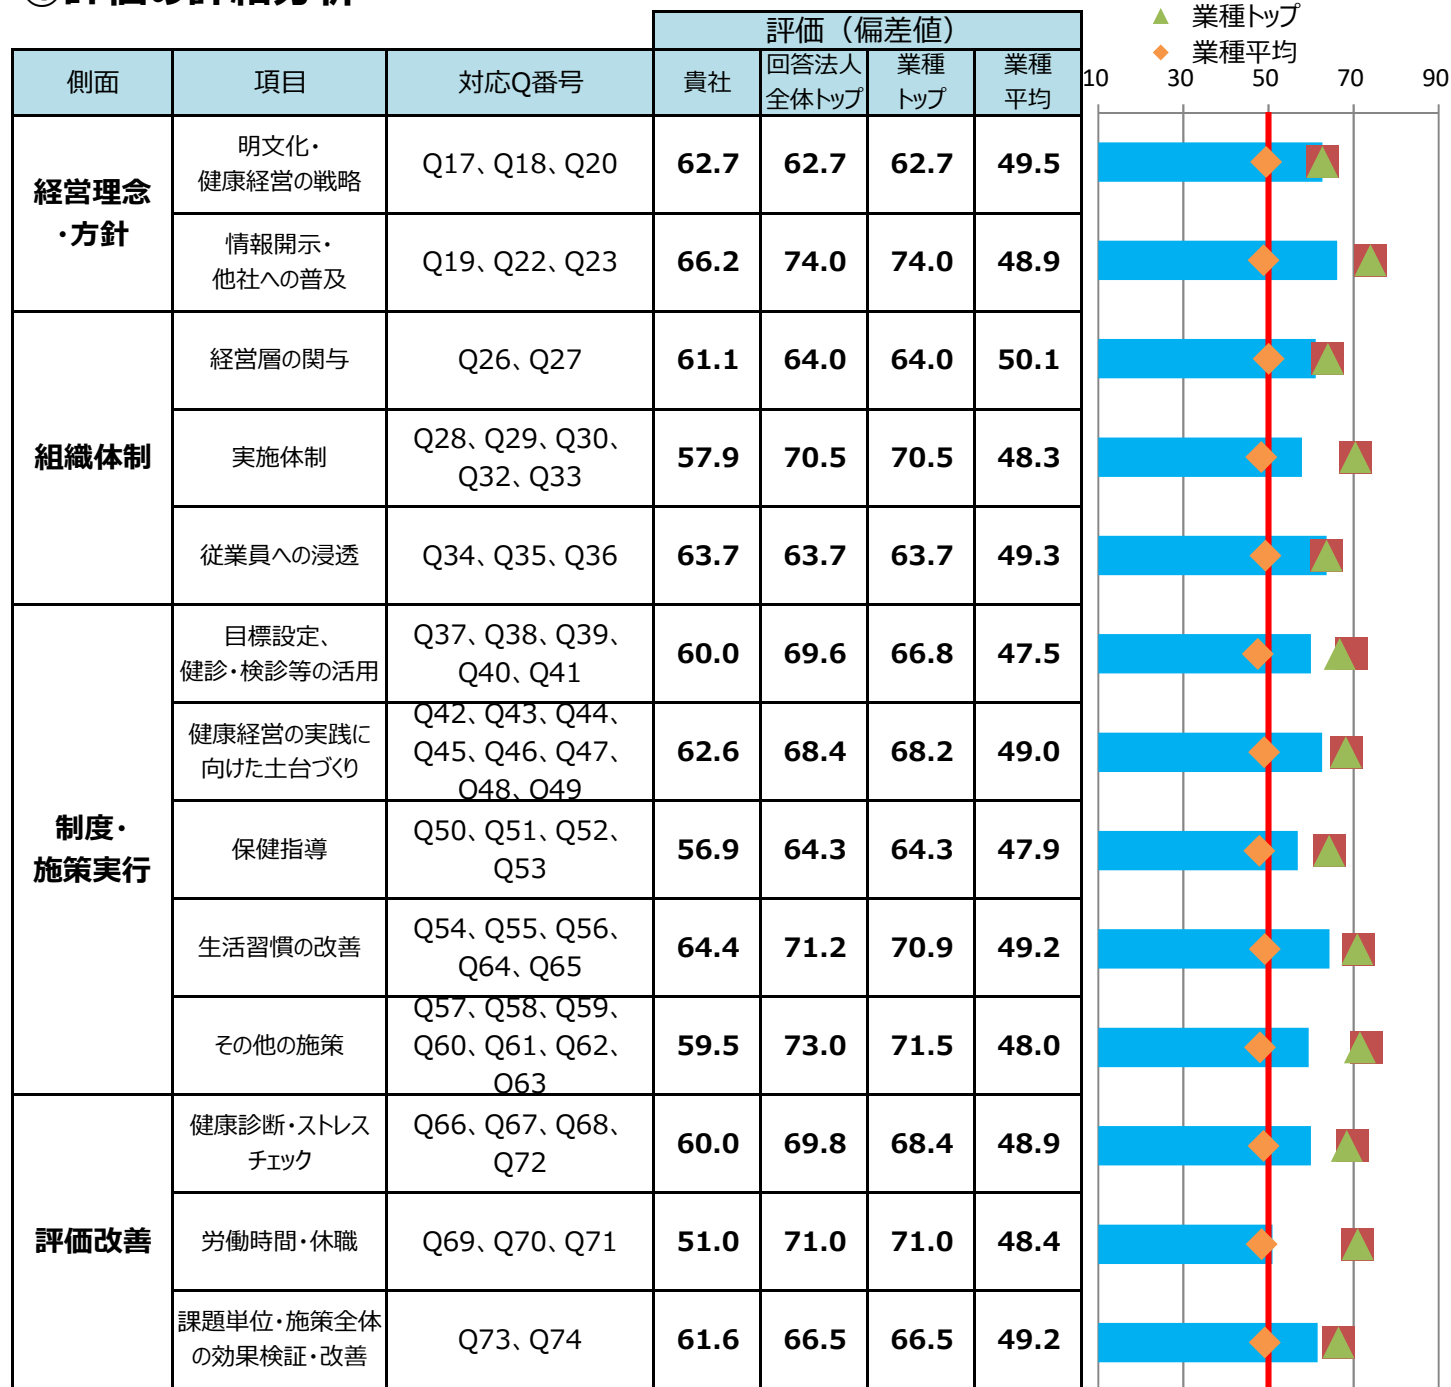 ①評価の詳細分析
▲ 業種トップ
◆ 業種平均
評価（偏差値）
側面 項目 対応Q番号 貴社 回答法人 業種 業種
全体トップ トップ 平均
10 30 50 70 90
経営理念
・方針
明文化・
健康経営の戦略
Q17、Q18、Q20 62.7 62.7 62.7 49.5
情報開示・
他社への普及
Q19、Q22、Q23 66.2 74.0 74.0 48.9
組織体制
経営層の関与 Q26、Q27 61.1 64.0 64.0 50.1
実施体制
Q28、Q29、Q30、
Q32、Q33
57.9 70.5 70.5 48.3
従業員への浸透 Q34、Q35、Q36 63.7 63.7 63.7 49.3
制度・
施策実行
目標設定、
健診・検診等の活用
Q37、Q38、Q39、
Q40、Q41
60.0 69.6 66.8 47.5
健康経営の実践に
向けた土台づくり
Q42、Q43、Q44、
Q45、Q46、Q47、
Q48、Q49
62.6 68.4 68.2 49.0
保健指導
Q50、Q51、Q52、
Q53
56.9 64.3 64.3 47.9
生活習慣の改善
Q54、Q55、Q56、
Q64、Q65
64.4 71.2 70.9 49.2
その他の施策
Q57、Q58、Q59、
Q60、Q61、Q62、
Q63
59.5 73.0 71.5 48.0
評価改善
健康診断・ストレス
チェック
Q66、Q67、Q68、
Q72
60.0 69.8 68.4 48.9
労働時間・休職 Q69、Q70、Q71 51.0 71.0 71.0 48.4
課題単位・施策全体
の効果検証・改善
Q73、Q74 61.6 66.5 66.5 49.2